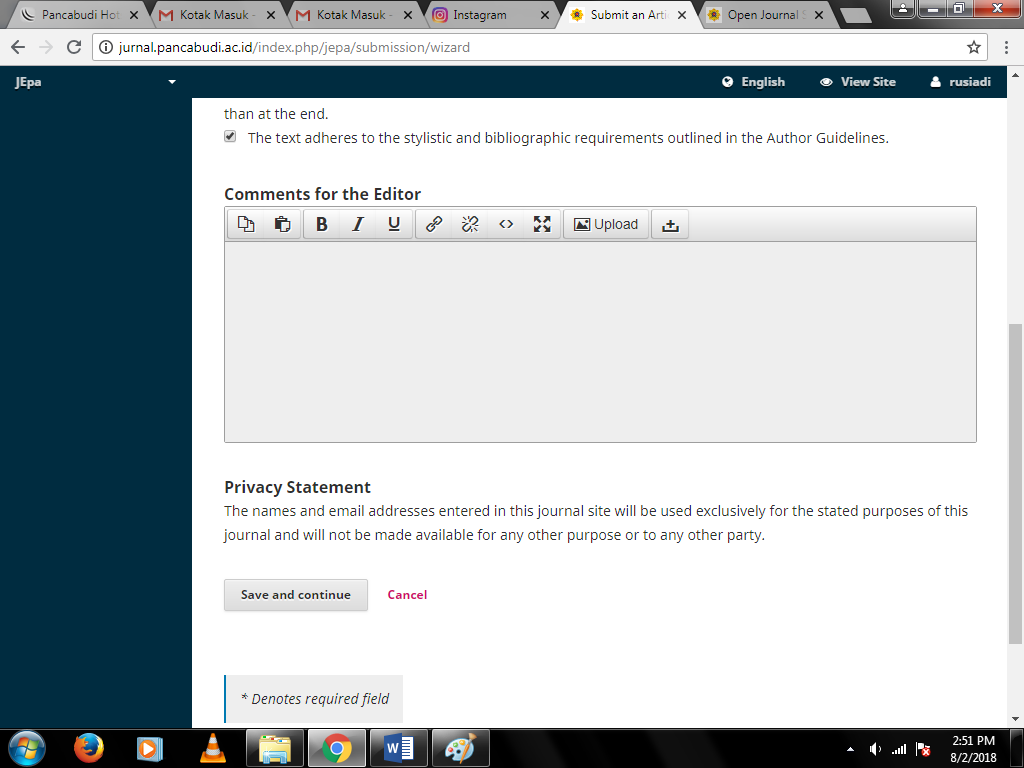 Pancabudi Hot
Kotak Masuk -
Kotak Masuk -
Instagram
Submit an Arti
Open Journal S
jurnal.pancabudi.ac.id/index.php/jepa/submission/wizard
JEpa
English
View Site
rusiadi
than at the end.
The text adheres to the stylistic and bibliographic requirements outlined in the Author Guidelines.
Comments for the Editor
B I U Upload
Privacy Statement
The names and email addresses entered in this journal site will be used exclusively for the stated purposes of this
journal and will not be made available for any other purpose or to any other party.
Save and continue
Cancel
* Denotes required field
2:51 PM
8/2/2018